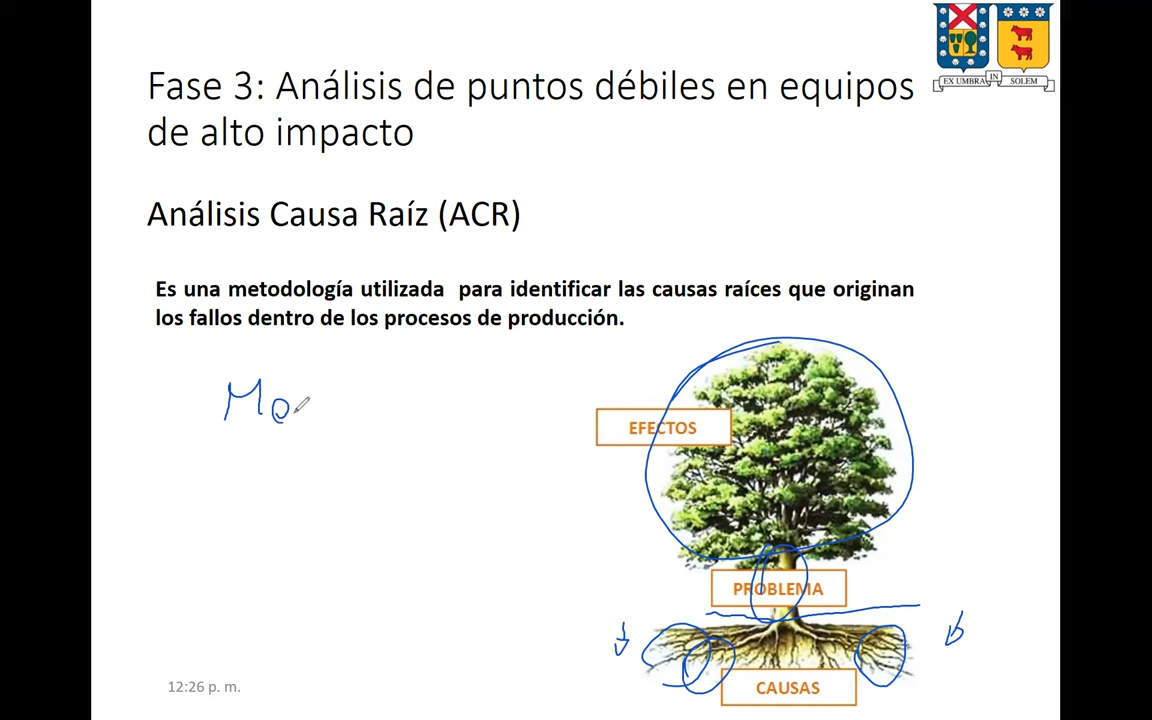 EX UMBRA IN SOLEM
Fase 3: Análisis de puntos débiles en equipos
de alto impacto
Análisis Causa Raíz (ACR)
Es una metodología utilizada para identificar las causas raíces que originan
los fallos dentro de los procesos de producción.
Me
EFECTOS
PROBLEMA
CAUSAS
12:26 p. m.